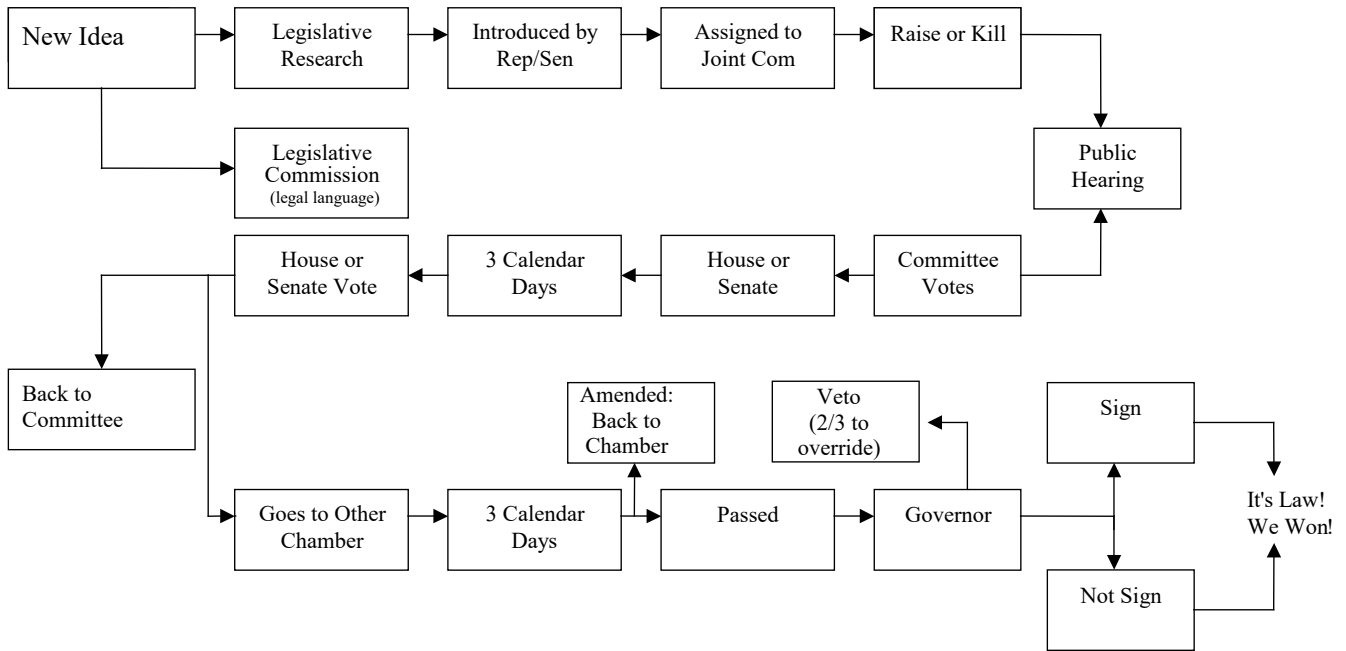 New Idea
Legislative
Research
Introduced by
Rep/Sen
Assigned to
Joint Com
Raise or Kill
Legislative
Commission
(legal language)
Public
Hearing
House or
Senate Vote
3 Calendar
Days
House or
Senate
Committee
Votes
Back to
Committee
Amended:
Back to
Chamber
Veto
(2/3 to
override)
Sign
Goes to Other
Chamber
3 Calendar
Days
Passed
Governor
It's Law!
We Won!
Not Sign